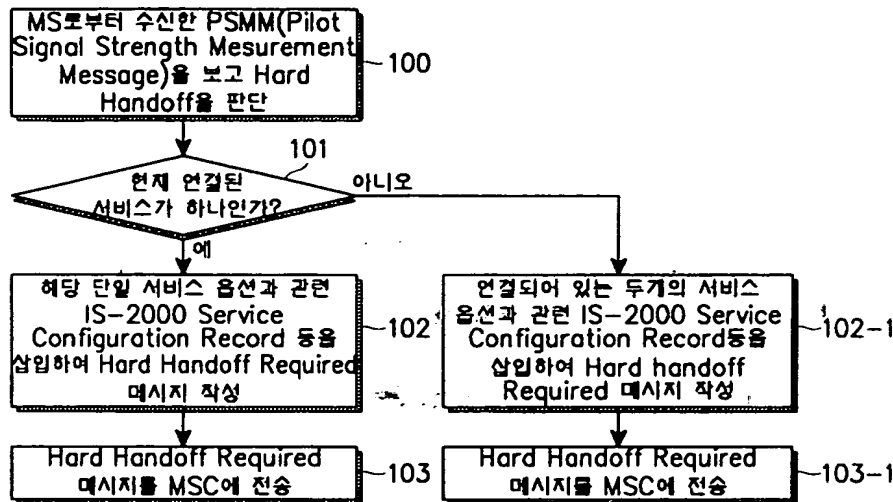 MS로부터 수신한 PSMM(Pilot
Signal Strength Mesurement
Message)을 보고 Hard
Handoff을 판단
100
101
현재 연결된
서비스가 하나인가?
아니오
예
해당 단일 서비스 옵션과 관련
IS-2000 Service
Configuration Record 등을
삽입하여 Hard Handoff Required
메시지 작성
102
연결되어 있는 두개의 서비스
옵션과 관련 IS-2000 Service
Configuration Record등을
삽입하여 Hard handoff
Required 메시지 작성
102-1
Hard Handoff Required
메시지를 MSC에 전송
103
Hard Handoff Required
메시지를 MSC에 전송
103-1